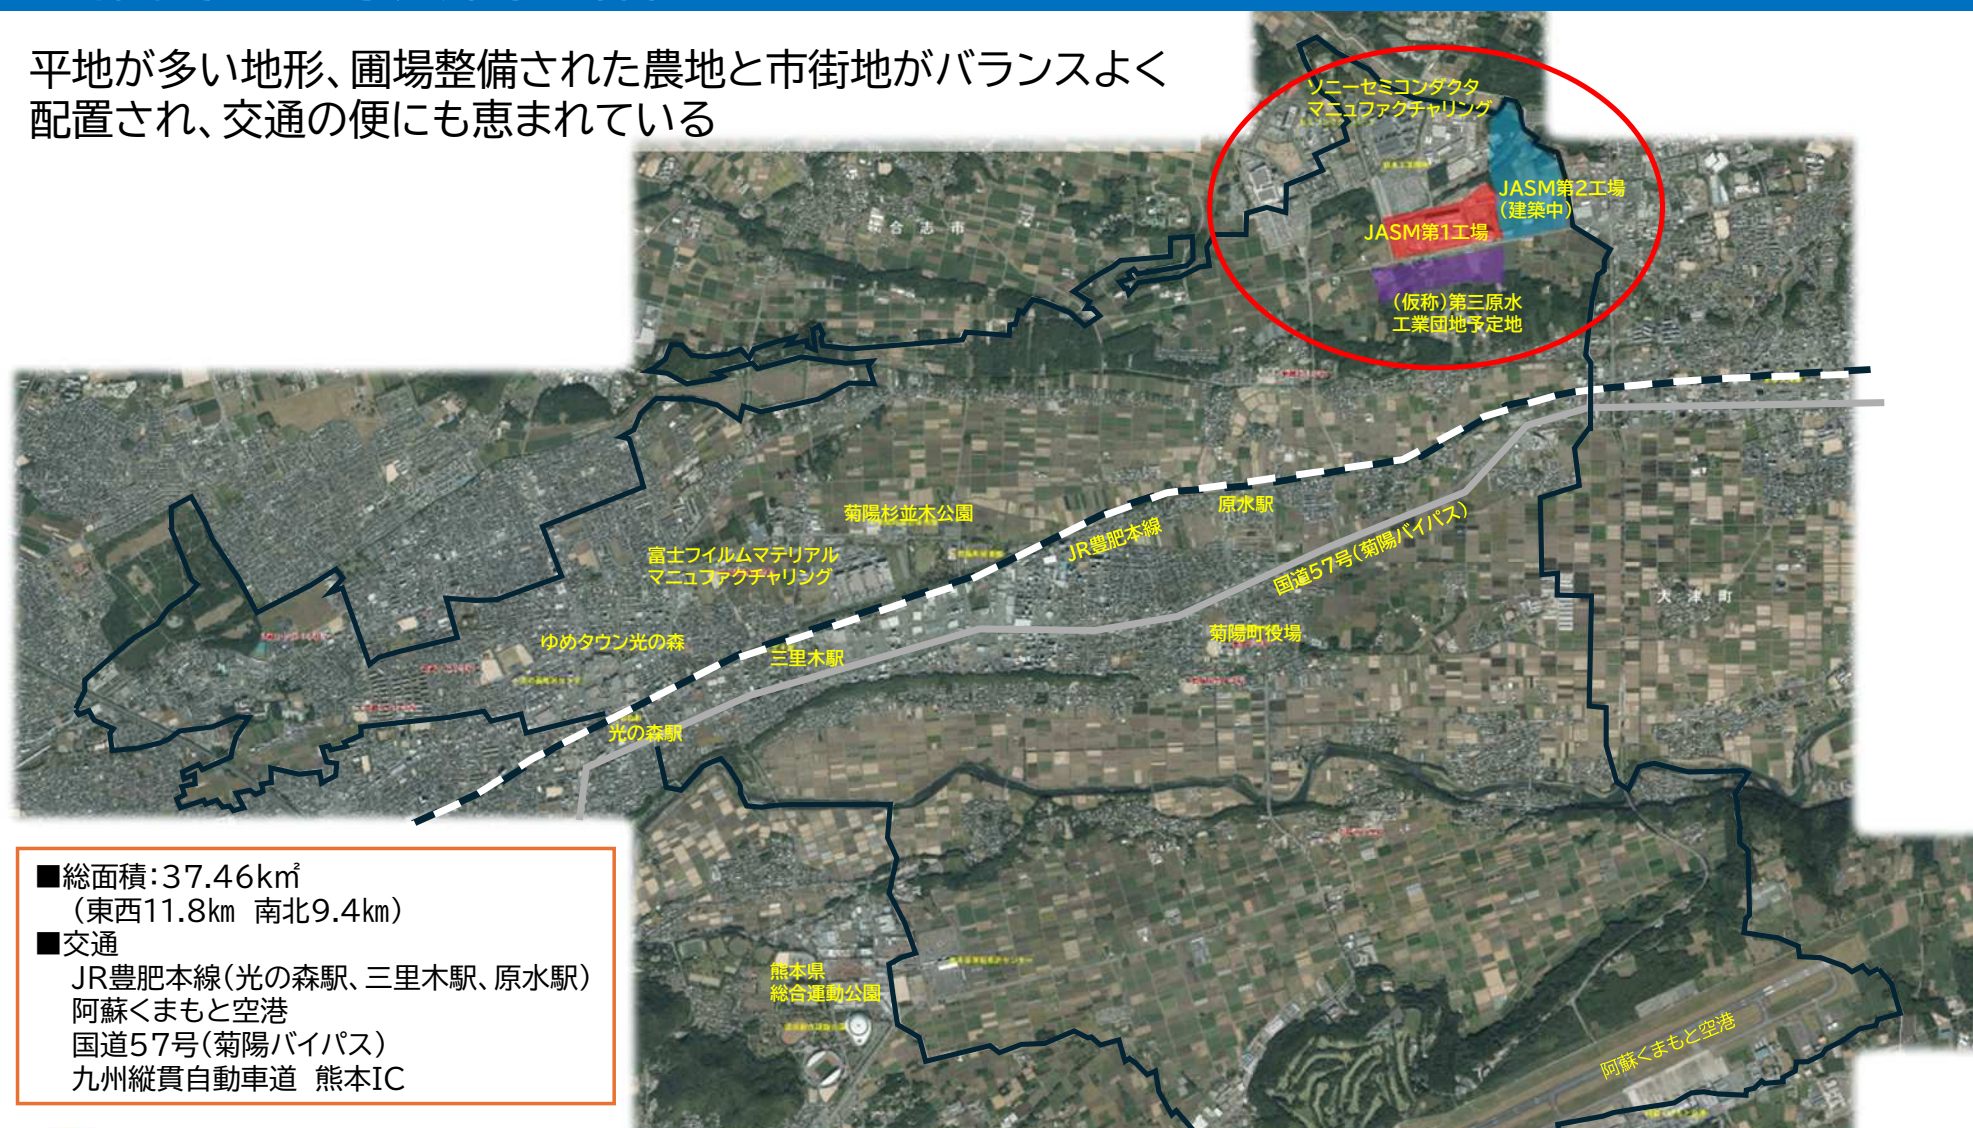 平地が多い地形、圃場整備された農地と市街地がバランスよく
配置され、交通の便にも恵まれている
ソニーセミコンダクタ
マニュファクチャリング
JASM第2工場
(建築中)
JASM第1工場
(仮称)第三原水
工業団地予定地
合志市
菊陽杉並木公園
原水駅
JR豊肥本線
国道57号(菊陽バイパス)
富士フイルムマテリアル
マニュファクチャリング
大津町
菊陽町役場
ゆめタウン光の森
三里木駅
光の森駅
■総面積:37.46k㎡
(東西11.8㎞ 南北9.4㎞)
■交通
JR豊肥本線(光の森駅、三里木駅、原水駅)
阿蘇くまもと空港
国道57号(菊陽バイパス)
九州縦貫自動車道 熊本IC
熊本県
総合運動公園
阿蘇くまもと空港